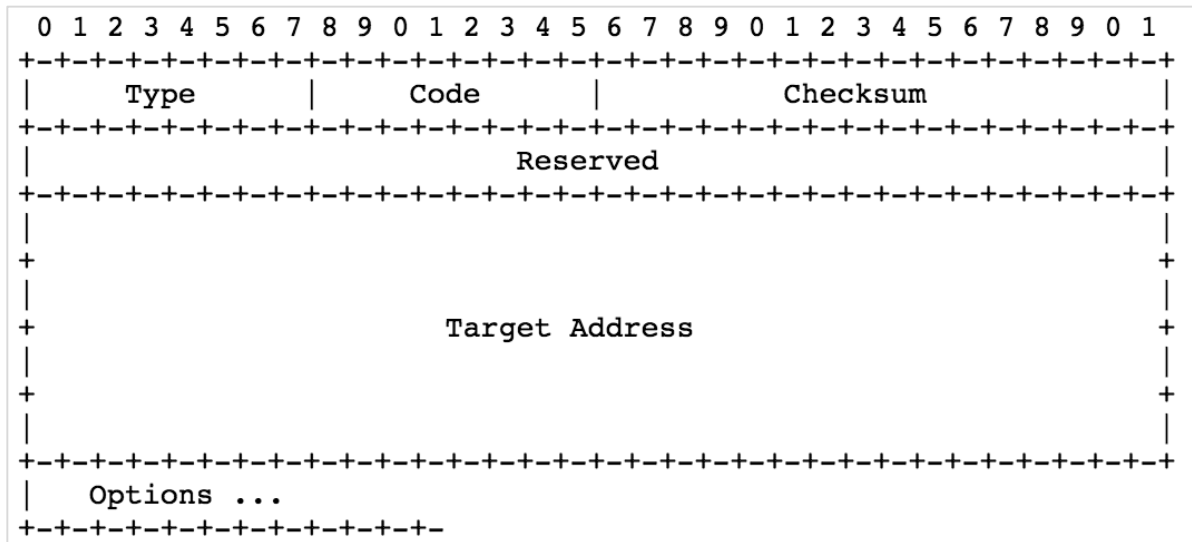 0 1 2 3 4 5 6 7 8 9 0 1 2 3 4 5 6 7 8 9 0 1 2 3 4 5 6 7 8 9 0 1
+-+-+-+-+-+-+-+-+-+-+-+-+-+-+-+-+-+-+-+-+-+-+-+-+-+-+-+-+-+-+-+-+
|     Type      |     Code      |          Checksum             |
+-+-+-+-+-+-+-+-+-+-+-+-+-+-+-+-+-+-+-+-+-+-+-+-+-+-+-+-+-+-+-+-+
|                           Reserved                            |
+-+-+-+-+-+-+-+-+-+-+-+-+-+-+-+-+-+-+-+-+-+-+-+-+-+-+-+-+-+-+-+-+
|                                                               |
+                                                               +
|                                                               |
+                       Target Address                          +
|                                                               |
+                                                               +
|                                                               |
+-+-+-+-+-+-+-+-+-+-+-+-+-+-+-+-+-+-+-+-+-+-+-+-+-+-+-+-+-+-+-+-+
|   Options ...
+-+-+-+-+-+-+-+-+-+-+-+-